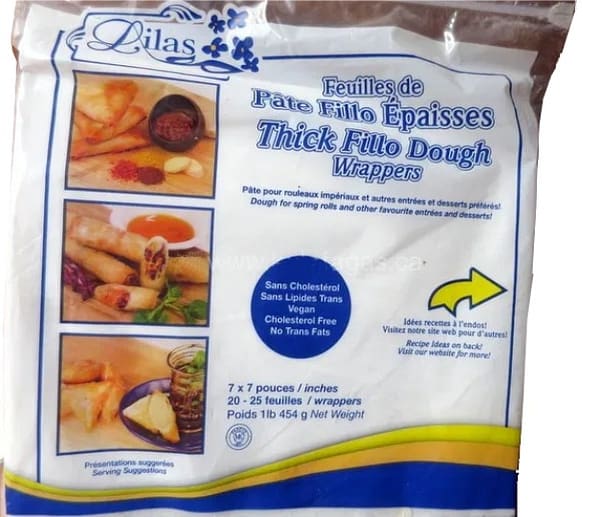 Lilas
Feuilles de
Pâte Fillo Épaisses
Thick Fillo Dough
Wrappers
Pâte pour rouleaux impériaux et autres entrées et desserts préférés!
Dough for spring rolls and other favourite entrées and desserts!
Sans Cholestérol
Sans Lipides Trans
Vegan
Cholesterol Free
No Trans Fats
Idées recettes à l'endos!
Visitez notre site web pour d'autres!
Recipe Ideas on back!
Visit our website for more!
7 x 7 pouces / inches
20 - 25 feuilles / wrappers
Poids 1lb 454 g Net Weight
Présentations suggerées
Serving Suggestions